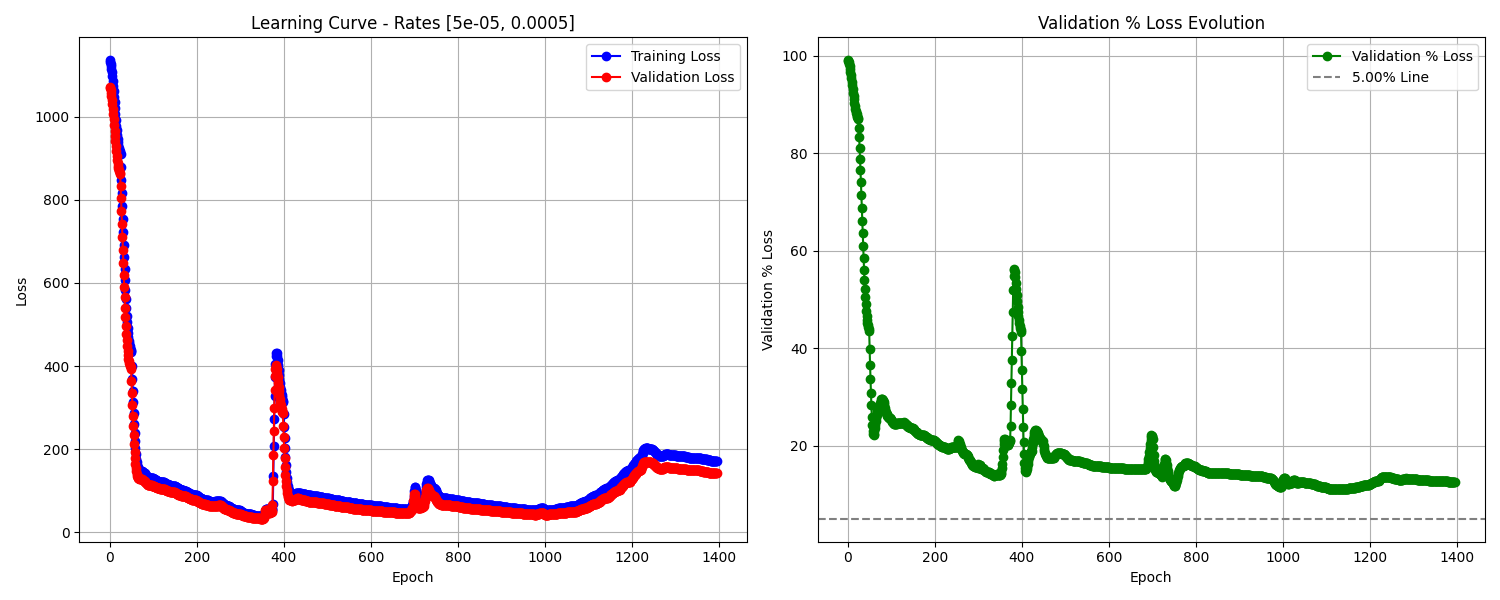 Learning Curve - Rates [5e-05, 0.0005]
Training Loss
Validation Loss
Loss
1000
800
600
400
200
0
0 200 400 600 800 1000 1200 1400
Epoch
Validation % Loss Evolution
Validation % Loss
5.00% Line
Validation % Loss
100
80
60
40
20
0 200 400 600 800 1000 1200 1400
Epoch